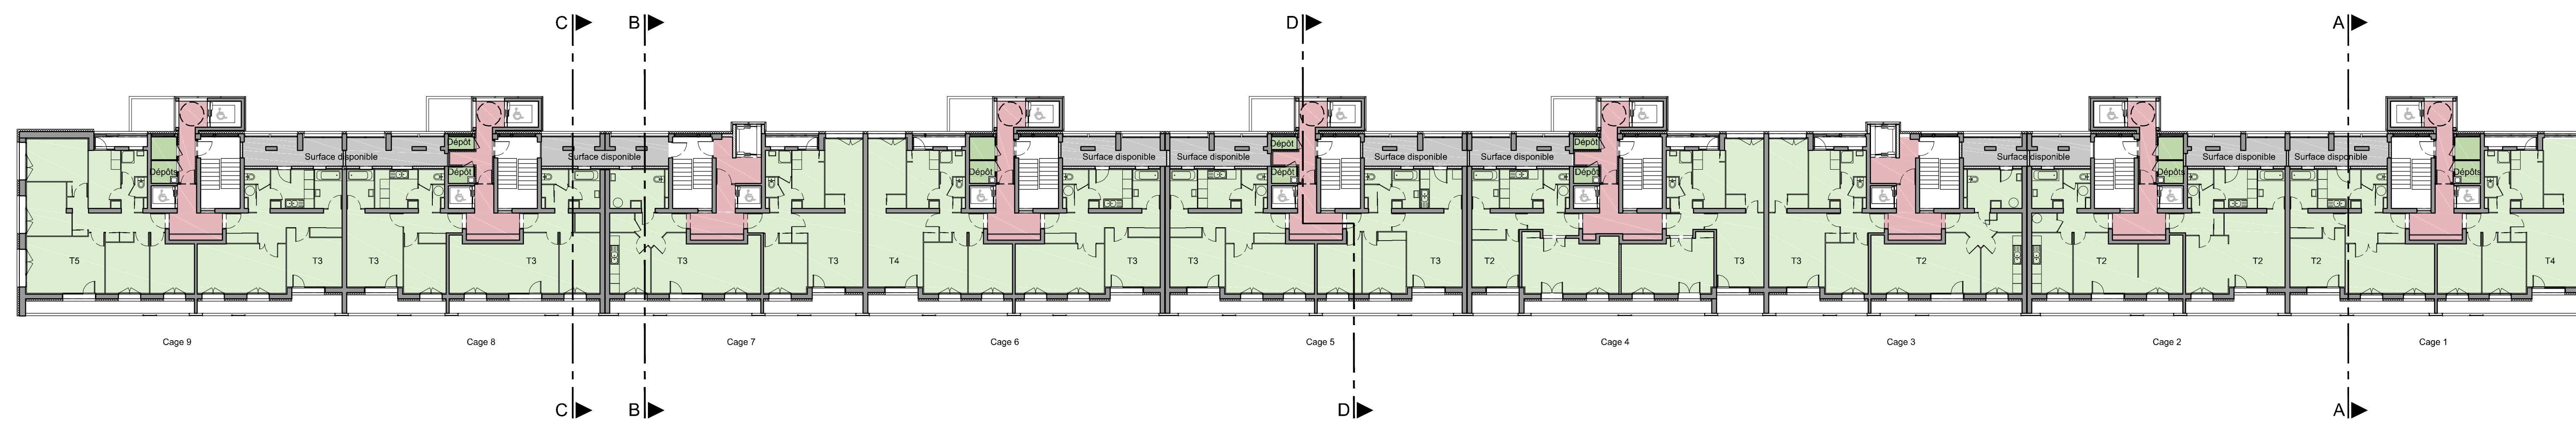 C B D A
Dépôt Dépôt Dépôt
Surface disponible Surface disponible Surface disponible Surface disponible Surface disponible Surface disponible Surface disponible Surface disponible Surface disponible
Dépôts Dépôt Dépôt Dépôt Dépôt Dépôts Dépôts
T5 T3 T3 T3 T3 T3 T4 T3 T3 T3 T2 T3 T3 T2 T2 T2 T2 T4
Cage 9 Cage 8 Cage 7 Cage 6 Cage 5 Cage 4 Cage 3 Cage 2 Cage 1
C B D A